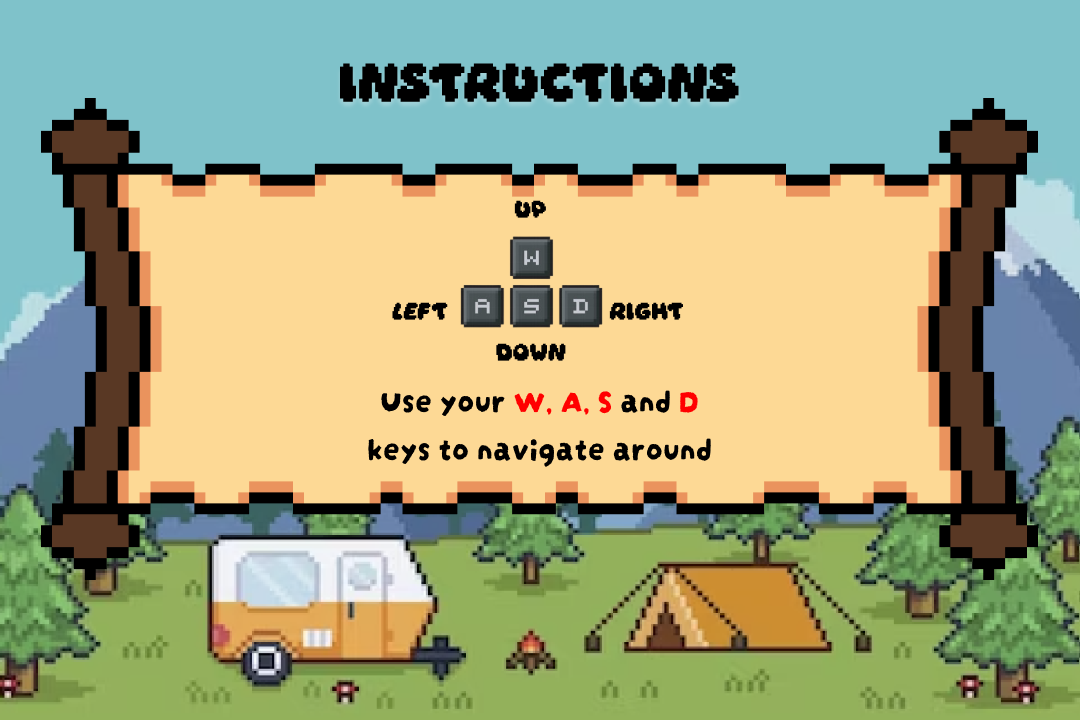 INSTRUCTIONS
UP
W
LEFT A S D RIGHT
DOWN
Use your W, A, S and D
keys to navigate around